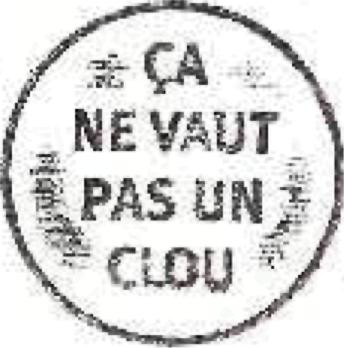 ÇA
NE VAUT
PAS UN
CLOU